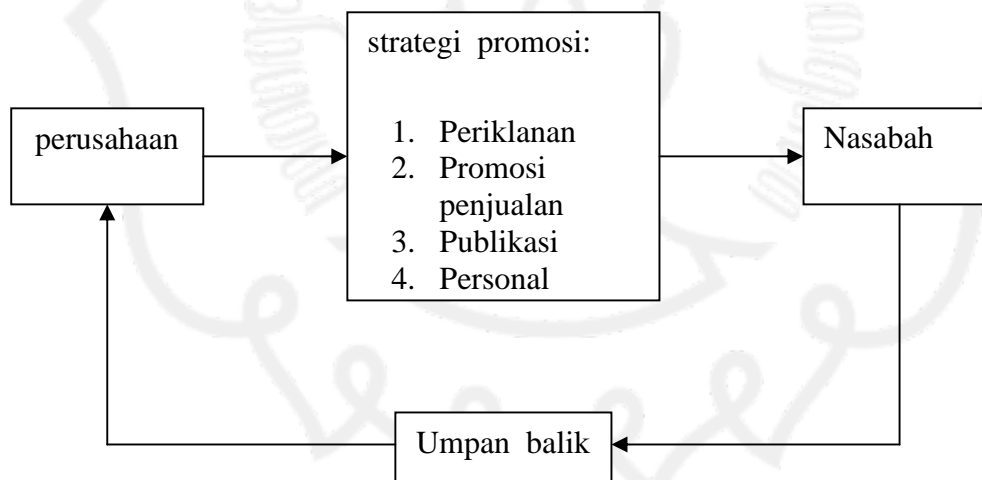 strategi promosi:
perusahaan
1. Periklanan
2. Promosi
penjualan
3. Publikasi
4. Personal
Nasabah
Umpan balik